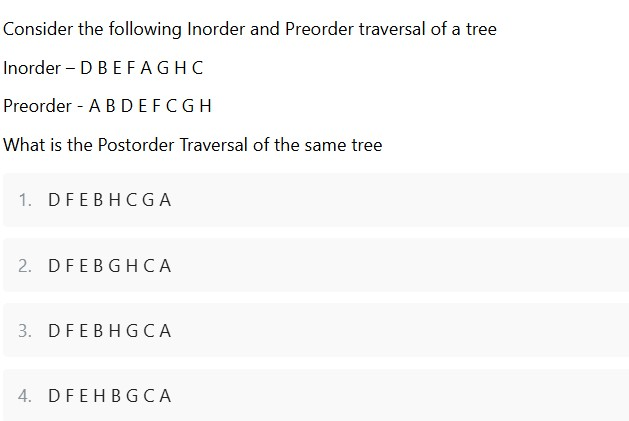 Consider the following Inorder and Preorder traversal of a tree
Inorder – D B E F A G H C
Preorder - A B D E F C G H
What is the Postorder Traversal of the same tree
1. D F E B H C G A
2. D F E B G H C A
3. D F E B H G C A
4. D F E H B G C A